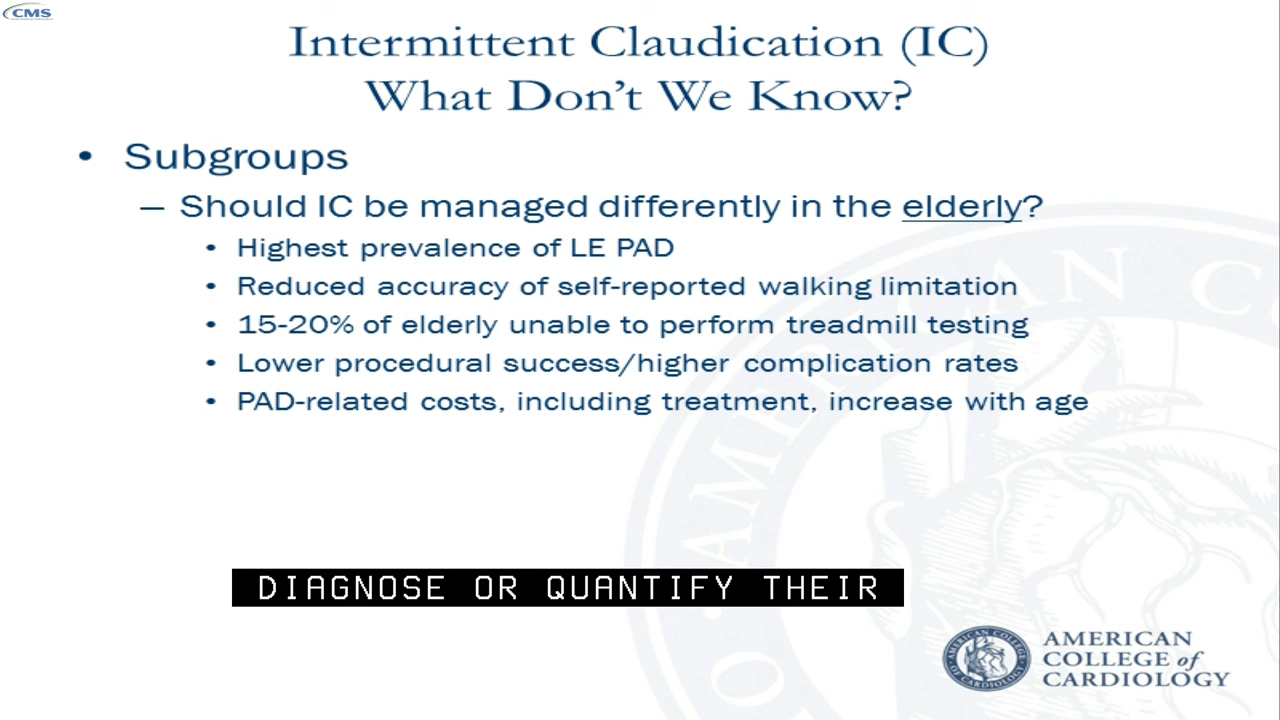 CMS
Intermittent Claudication (IC)
What Don't We Know?
• Subgroups
– Should IC be managed differently in the elderly?
• Highest prevalence of LE PAD
• Reduced accuracy of self-reported walking limitation
• 15-20% of elderly unable to perform treadmill testing
• Lower procedural success/higher complication rates
• PAD-related costs, including treatment, increase with age
DIAGNOSE OR QUANTIFY THEIR
AMERICAN
COLLEGE of
CARDIOLOGY